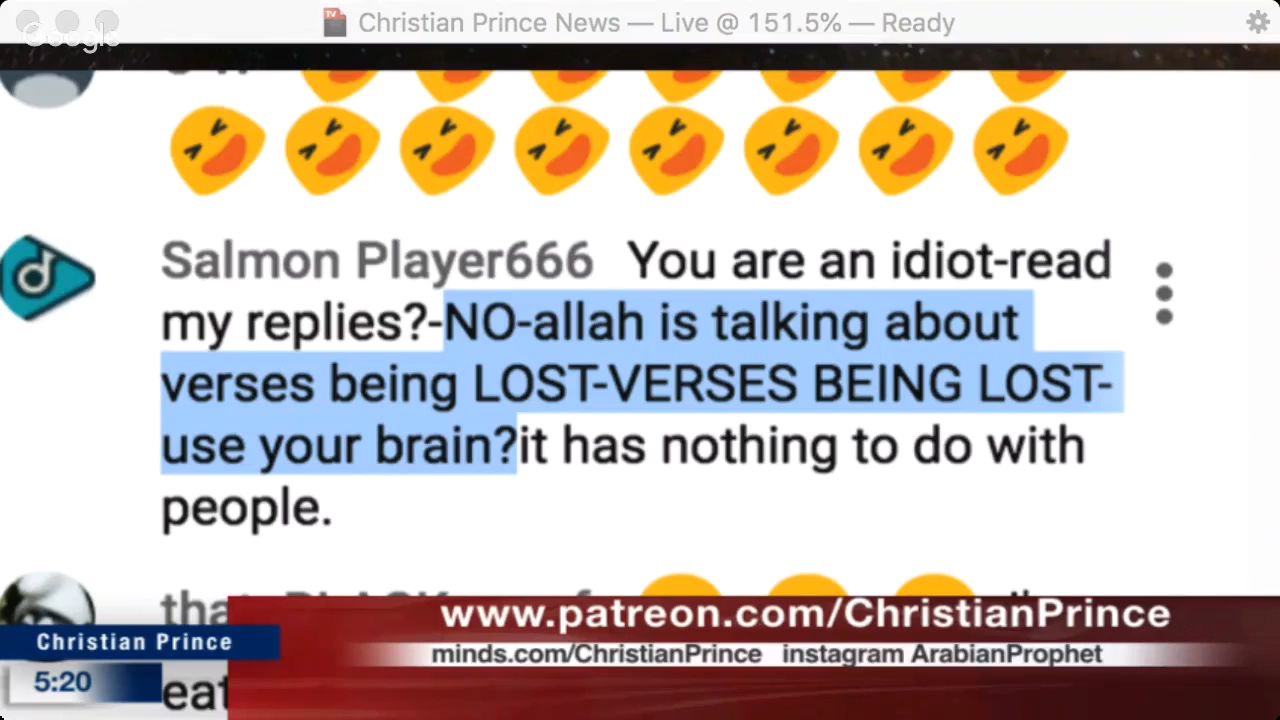 Christian Prince News — Live @ 151.5% — Ready
Google
Salmon Player666 You are an idiot-read
my replies?-NO-allah is talking about
verses being LOST-VERSES BEING LOST-
use your brain?it has nothing to do with
people.
www.patreon.com/ChristianPrince
Christian Prince
minds.com/ChristianPrince instagram ArabianProphet
5:20